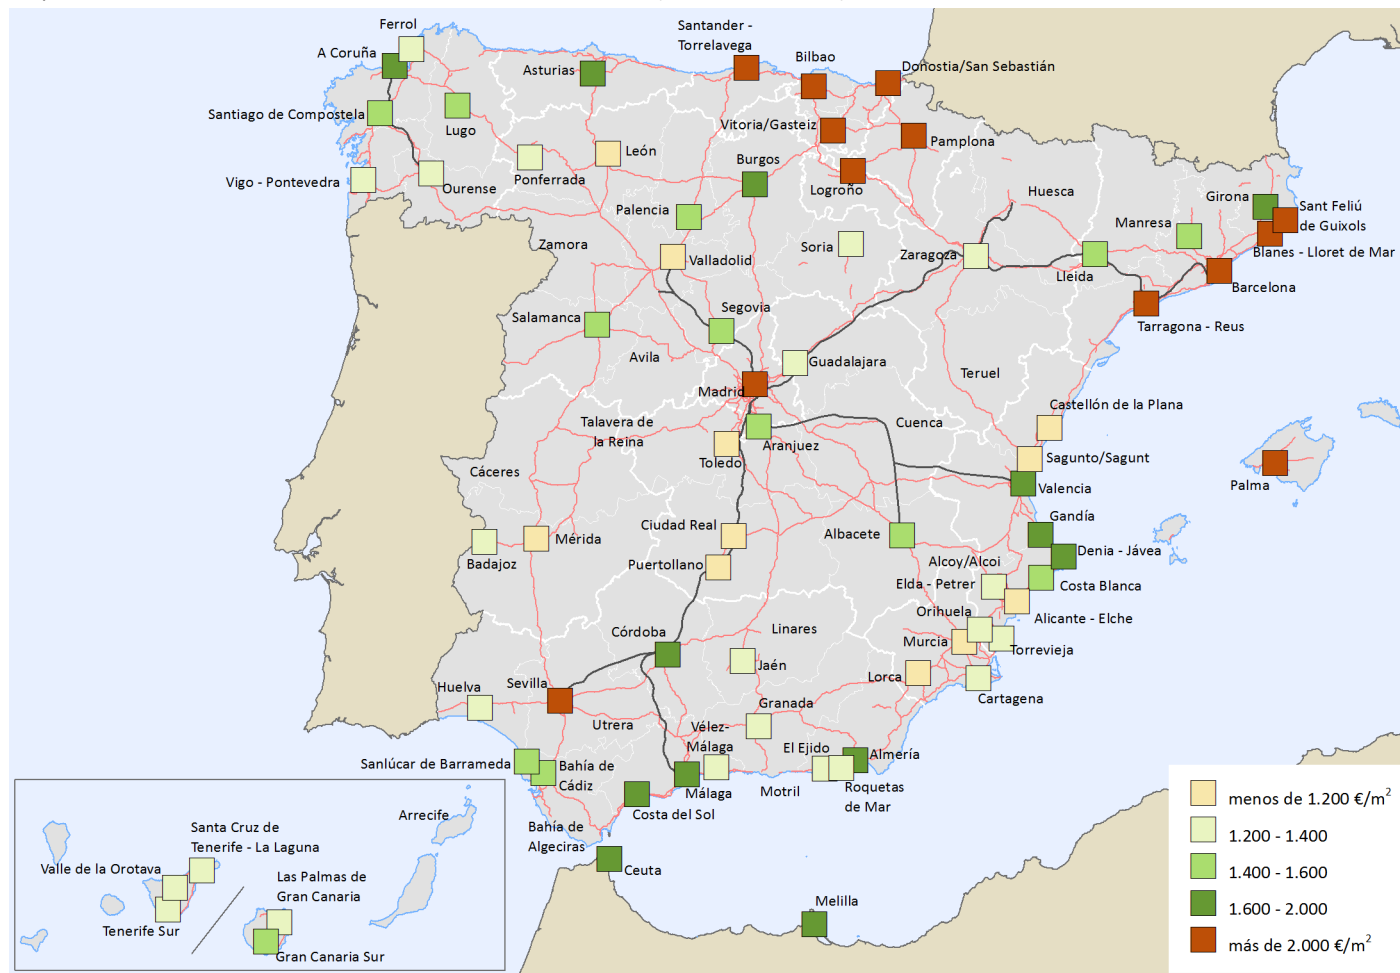 Ferrol
A Coruña
Santiago de Compostela
Lugo
Vigo - Pontevedra
Ourense
Ponferrada
Asturias
León
Santander -
Torrelavega
Bilbao
Donostia/San Sebastián
Vitoria/Gasteiz
Pamplona
Logroño
Burgos
Palencia
Zamora
Valladolid
Soria
Huesca
Zaragoza
Lleida
Manresa
Girona
Sant Feliú
de Guixols
Blanes - Lloret de Mar
Barcelona
Tarragona - Reus
Salamanca
Segovia
Avila
Guadalajara
Madrid
Teruel
Talavera de
la Reina
Toledo
Aranjuez
Cuenca
Castellón de la Plana
Sagunto/Sagunt
Valencia
Palma
Cáceres
Badajoz
Mérida
Ciudad Real
Puertollano
Albacete
Gandía
Denia - Jávea
Alcoy/Alcoi
Elda - Petrer
Costa Blanca
Alicante - Elche
Orihuela
Murcia
Torrevieja
Lorca
Cartagena
Córdoba
Linares
Jaén
Huelva
Sevilla
Utrera
Granada
Vélez-
Málaga
El Ejido
Almería
Roquetas
de Mar
Motril
Málaga
Costa del Sol
Sanlúcar de Barrameda
Bahía de
Cádiz
Bahía de
Algeciras
Ceuta
Melilla
Arrecife
Santa Cruz de
Tenerife - La Laguna
Valle de la Orotava
Tenerife Sur
Las Palmas de
Gran Canaria
Gran Canaria Sur
menos de 1.200 €/m²
1.200 - 1.400
1.400 - 1.600
1.600 - 2.000
más de 2.000 €/m²